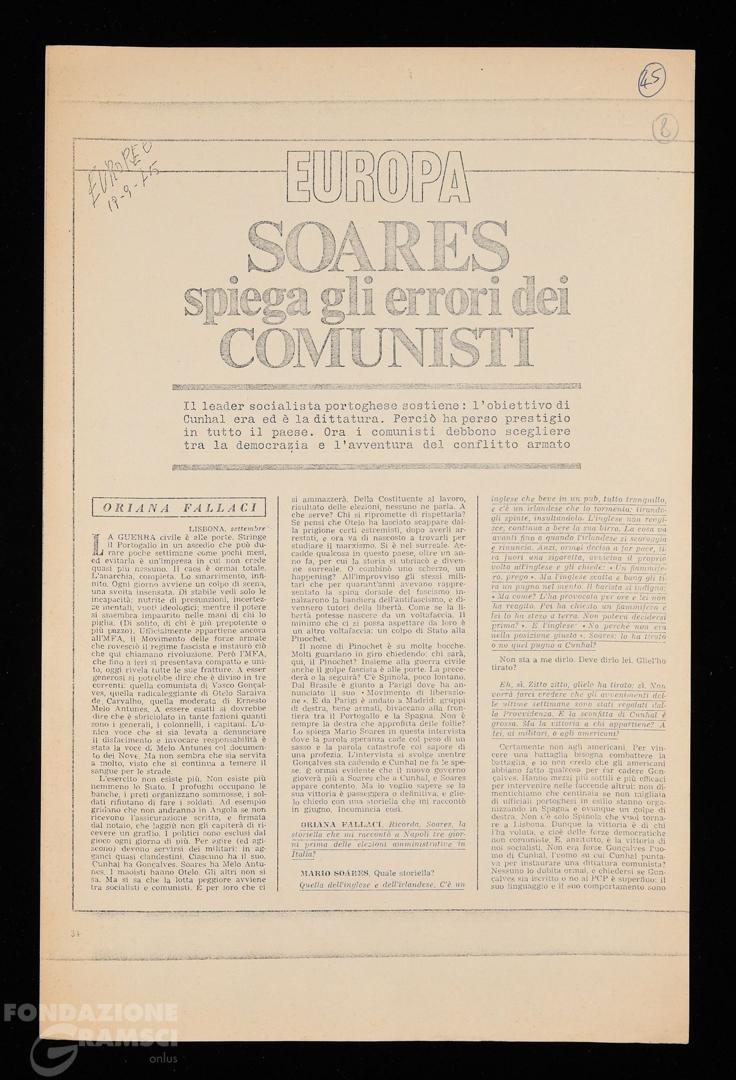 45
8
EUROPEO
19-9-75
EUROPA
SOARES
spiega gli errori dei
COMUNISTI
Il leader socialista portoghese sostiene: l'obiettivo di
Cunhal era ed è la dittatura. Perciò ha perso prestigio
in tutto il paese. Ora i comunisti debbono scegliere
tra la democrazia e l'avventura del conflitto armato
ORIANA FALLACI
LISBONA, settembre
LA GUERRA civile è alle porte. Stringe
il Portogallo in un assedio che può du-
rare poche settimane come pochi mesi,
ed evitarla è un'impresa in cui non crede
quasi più nessuno. Il caos è ormai totale.
L'anarchia, completa. Lo smarrimento, infi-
nito. Ogni giorno avviene un colpo di scena,
una svolta insensata. Di stabile vedi solo le
incapacità; nutrite di presunzioni, incertez-
ze mentali, vuoti ideologici; mentre il potere
si smembra impaurito nelle mani di chi lo
piglia. (Di solito, di chi è più prepotente o
più pazzo). Ufficialmente appartiene ancora
all'MFA, il Movimento delle forze armate
che rovesciò il regime fascista e instaurò ciò
che qui chiamano rivoluzione. Però l'MFA,
che fino a ieri si presentava compatto e uni-
to, oggi rivela tutte le sue fratture. A esser
generosi si potrebbe dire che è diviso in tre
correnti: quella comunista di Vasco Gonçal-
ves, quella radicaleggiante di Otelo Saraiva
de Carvalho, quella moderata di Ernesto
Melo Antunes. A essere esatti si dovrebbe
dire che è sbriciolato in tante fazioni quanti
sono i generali, i colonnelli, i capitani. L'u-
nica voce che si sia levata a denunciare
il disfacimento e invocare responsabilità è
stata la voce di Melo Antunes col documen-
to dei Nove. Ma non sembra che sia servita
a molto, visto che si continua a temere il
sangue per le strade.
L'esercito non esiste più. Non esiste più
nemmeno lo Stato. I profughi occupano le
banche, i preti organizzano sommosse, i sol-
dati rifiutano di fare i soldati. Ad esempio
gridano che non andranno in Angola se non
ricevono l'assicurazione scritta, e firmata
dal notaio, che laggiù non gli capiterà di ri-
cevere un graffio. I politici sono esclusi dal
gioco ogni giorno di più. Per agire (ed agi-
scono) devono servirsi dei militari: in ag-
ganci quasi clandestini. Ciascuno ha il suo.
Cunhal ha Gonçalves. Soares ha Melo Antu-
nes. I maoisti hanno Otelo. Gli altri non si
sa. Ma si sa che la lotta peggiore avviene
tra socialisti e comunisti. E per loro che ci
si ammazzerà. Della Costituente al lavoro,
risultato delle elezioni, nessuno ne parla. A
che serve? Chi si ripromette di rispettarla?
Se pensi che Otelo ha lasciato scappare dal-
la prigione certi estremisti, dopo averli ar-
restati, e ora va di nascosto a trovarli per
studiare il marxismo. Si è nel surreale. Ac-
cadde qualcosa in questo paese, oltre un an-
no fa, per cui la storia si ubriacò e diven-
ne surreale. O combinò uno scherzo, un
happening? All'improvviso gli stessi mili-
tari che per quarant'anni avevano rappre-
sentato la spina dorsale del fascismo in-
nalzarono la bandiera dell'antifascismo, e di-
vennero tutori della libertà. Come se la li-
bertà potesse nascere da un voltafaccia. Il
minimo che ci si possa aspettare da loro è
un altro voltafaccia: un colpo di Stato alla
Pinochet.
Il nome di Pinochet è su molte bocche.
Molti guardano in giro chiedendo: chi sarà,
qui, il Pinochet? Insieme alla guerra civile
anche il golpe fascista è alle porte. La prece-
derà o la seguirà? C'è Spinola, poco lontano.
Dal Brasile è giunto a Parigi dove ha an-
nunciato il suo « Movimento di liberazio-
ne ». E da Parigi è andato a Madrid: gruppi
di destra, bene armati, bivaccano alla fron-
tiera tra il Portogallo e la Spagna. Non è
sempre la destra che approfitta delle follie?
Lo spiega Mario Soares in questa intervista
dove la parola speranza cade col peso di un
sasso e la parola catastrofe col sapore di
una profezia. L'intervista si svolge mentre
Gonçalves sta cadendo e Cunhal ne fa le spe-
se. È ormai evidente che il nuovo governo
gioverà più a Soares che a Cunhal, e Soares
appare contento. Ma io voglio sapere se la
sua vittoria è passeggera o definitiva, e glie-
lo chiedo con una storiella che mi raccontò
in giugno. Incomincia così.
ORIANA FALLACI. Ricorda, Soares, la
storiella che mi raccontò a Napoli tre gior-
ni prima delle elezioni amministrative in
Italia?
MARIO SOARES. Quale storiella?
Quella dell'inglese e dell'irlandese. C'è un
inglese che beve in un pub, tutto tranquillo,
e c'è un irlandese che lo tormenta: tirando-
gli spinte, insultandolo. L'inglese non reagi-
sce, continua a bere la sua birra. La cosa va
avanti fino a quando l'irlandese si scoraggia
e rinuncia. Anzi, ormai deciso a far pace, ti-
ra fuori una sigaretta, avvicina il proprio
volto all'inglese e gli chiede: « Un fiammife-
ro, prego ». Ma l'inglese scatta e bang gli ti-
ra un pugno nel mento. Il barista si indigna:
« Ma come? L'ha provocata per ore e lei non
ha reagito. Poi ha chiesto un fiammifero e
lei lo ha steso a terra. Non poteva decidersi
prima? ». E l'inglese: « No perché non era
nella posizione giusta ». Soares: lo ha tirato
o no quel pugno a Cunhal?
Non sta a me dirlo. Deve dirlo lei. Gliel'ho
tirato?
Eh, sì. Zitto zitto, glielo ha tirato: sì. Non
vorrà farci credere che gli avvenimenti del-
le ultime settimane sono stati regalati dal-
la Provvidenza. E la sconfitta di Cunhal è
grossa. Ma la vittoria a chi appartiene? A
lei, ai militari, o agli americani?
Certamente non agli americani. Per vin-
cere una battaglia bisogna combattere la
battaglia, e io non credo che gli americani
abbiano fatto qualcosa per far cadere Gon-
çalves. Hanno mezzi più sottili e più efficaci
per intervenire nelle faccende altrui: non di-
mentichiamo che centinaia se non migliaia
di ufficiali portoghesi in esilio stanno orga-
nizzando in Spagna e ovunque un golpe di
destra. Non c'è solo Spinola che vuol torna-
re a Lisbona. Dunque la vittoria è di chi
l'ha voluta, e cioè delle forze democratiche
non comuniste. E, anzitutto, è la vittoria di
noi socialisti. Non era forse Gonçalves l'uo-
mo di Cunhal, l'uomo su cui Cunhal punta-
va per instaurare una dittatura comunista?
Nessuno lo dubita ormai, e chiedersi se Gon-
çalves sia iscritto o no al PCP è superfluo: il
suo linguaggio e il suo comportamento sono
34
FONDAZIONE
GRAMSCI
onlus